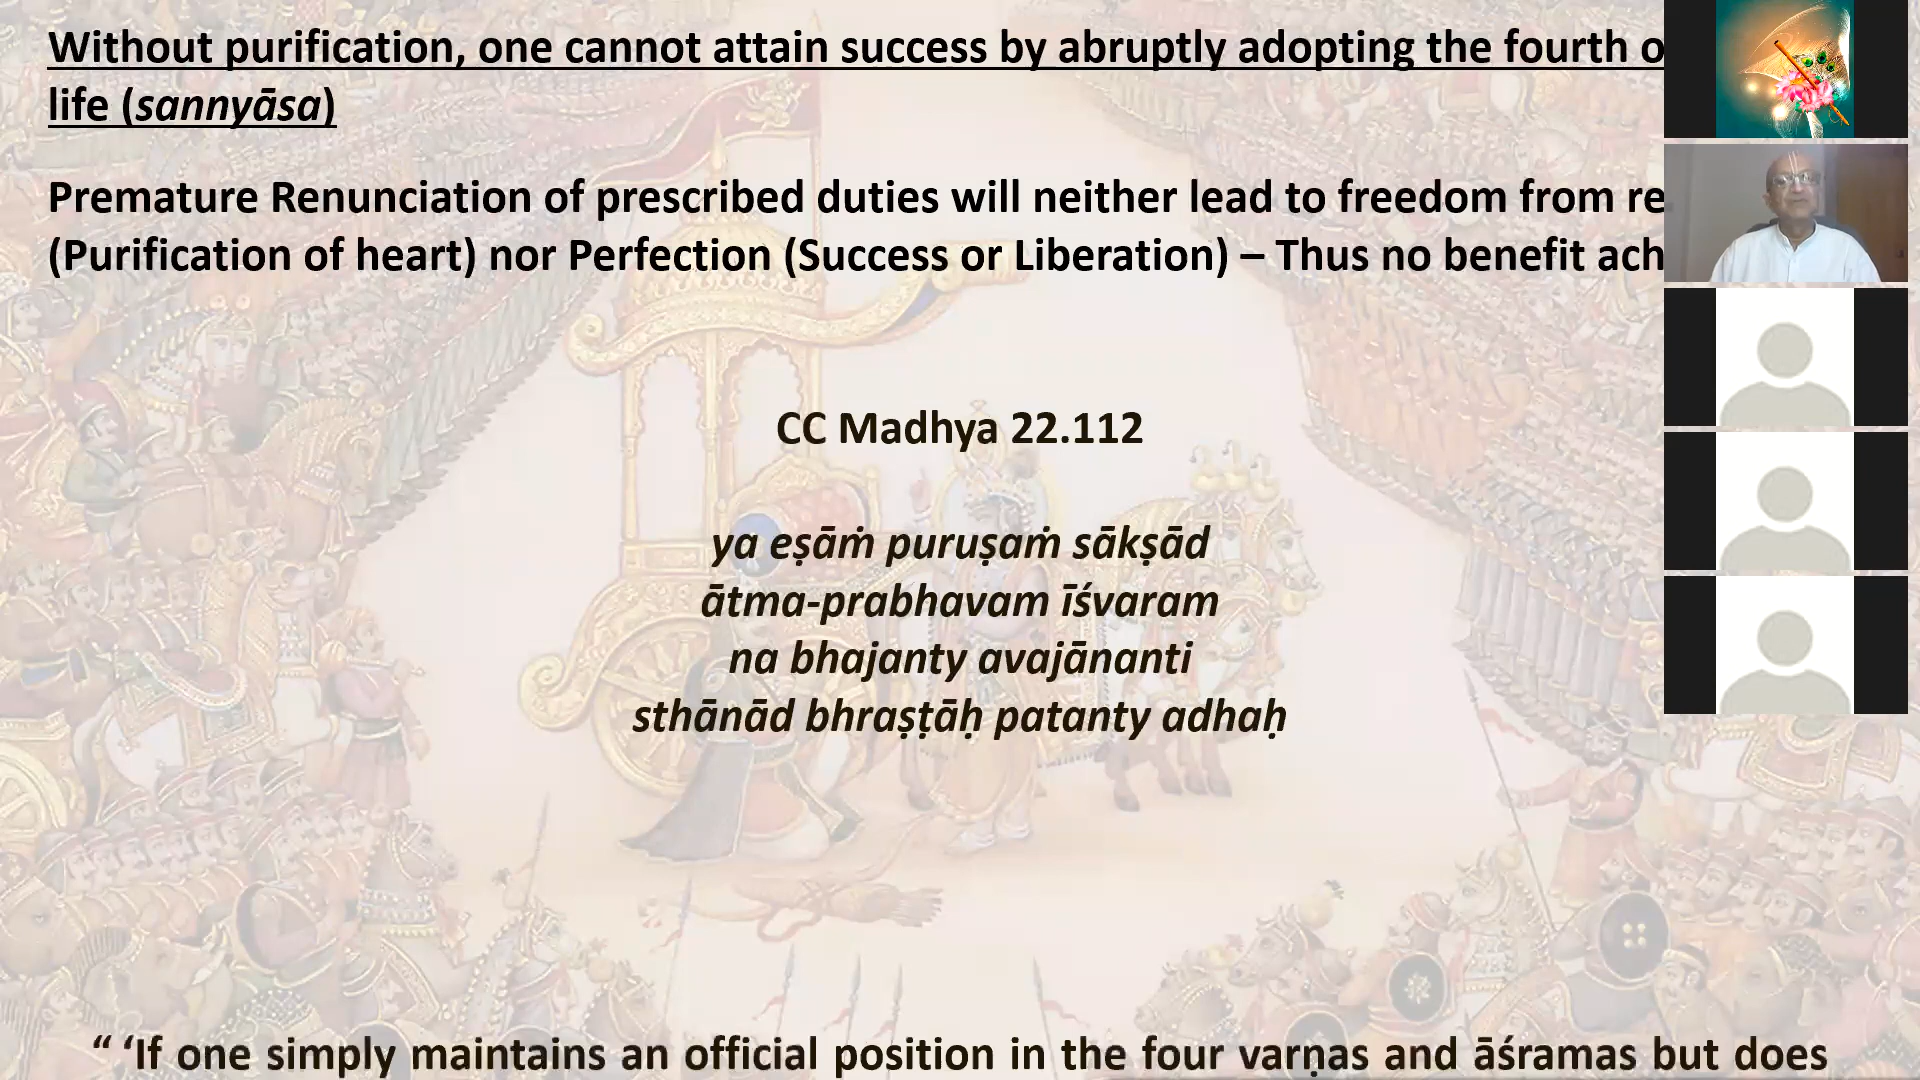 Without purification, one cannot attain success by abruptly adopting the fourth o
life (sannyāsa)
Premature Renunciation of prescribed duties will neither lead to freedom from re
(Purification of heart) nor Perfection (Success or Liberation) – Thus no benefit ach
CC Madhya 22.112
ya eṣāṁ puruṣaṁ sākṣād
ātma-prabhavam īśvaram
na bhajanty avajānanti
sthānād bhraṣṭāḥ patanty adhaḥ
“ ‘If one simply maintains an official position in the four varṇas and āśramas but does